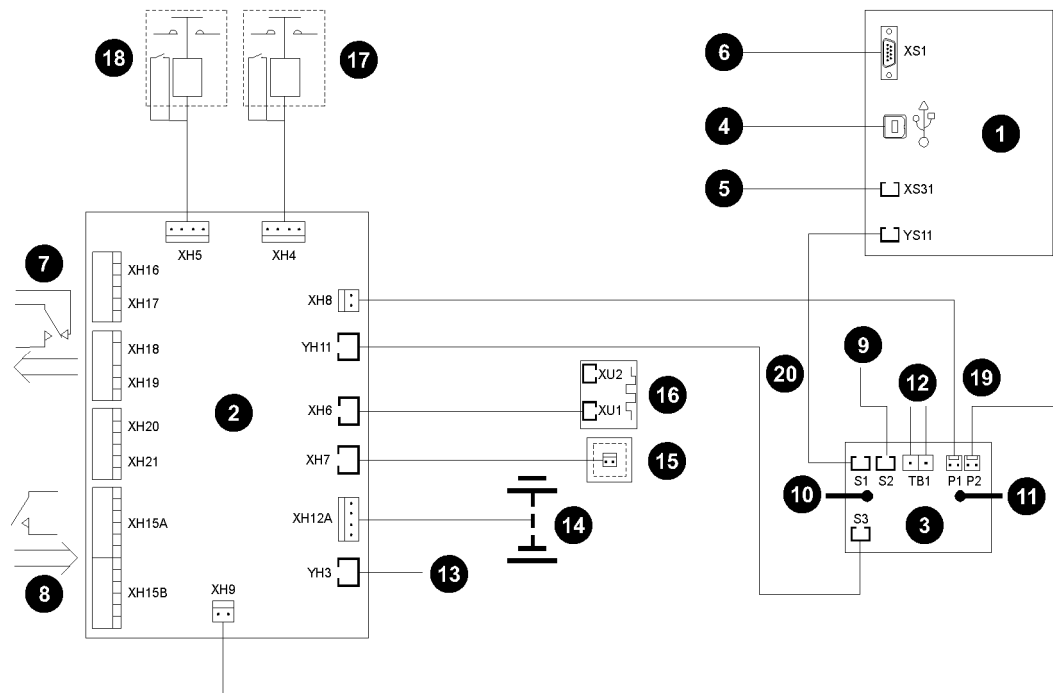 18
17
6
XS1
4
1
5
XS31
YS11
XH5
XH4
7
XH16
XH17
XH8
XH18
XH19
YH11
9
20
12
19
XU2
16
XU1
2
XH6
XH20
XH21
XH7
15
S1
S2
TB1
P1
P2
10
11
S3
3
XH15A
XH12A
14
YH3
13
8
XH15B
XH9